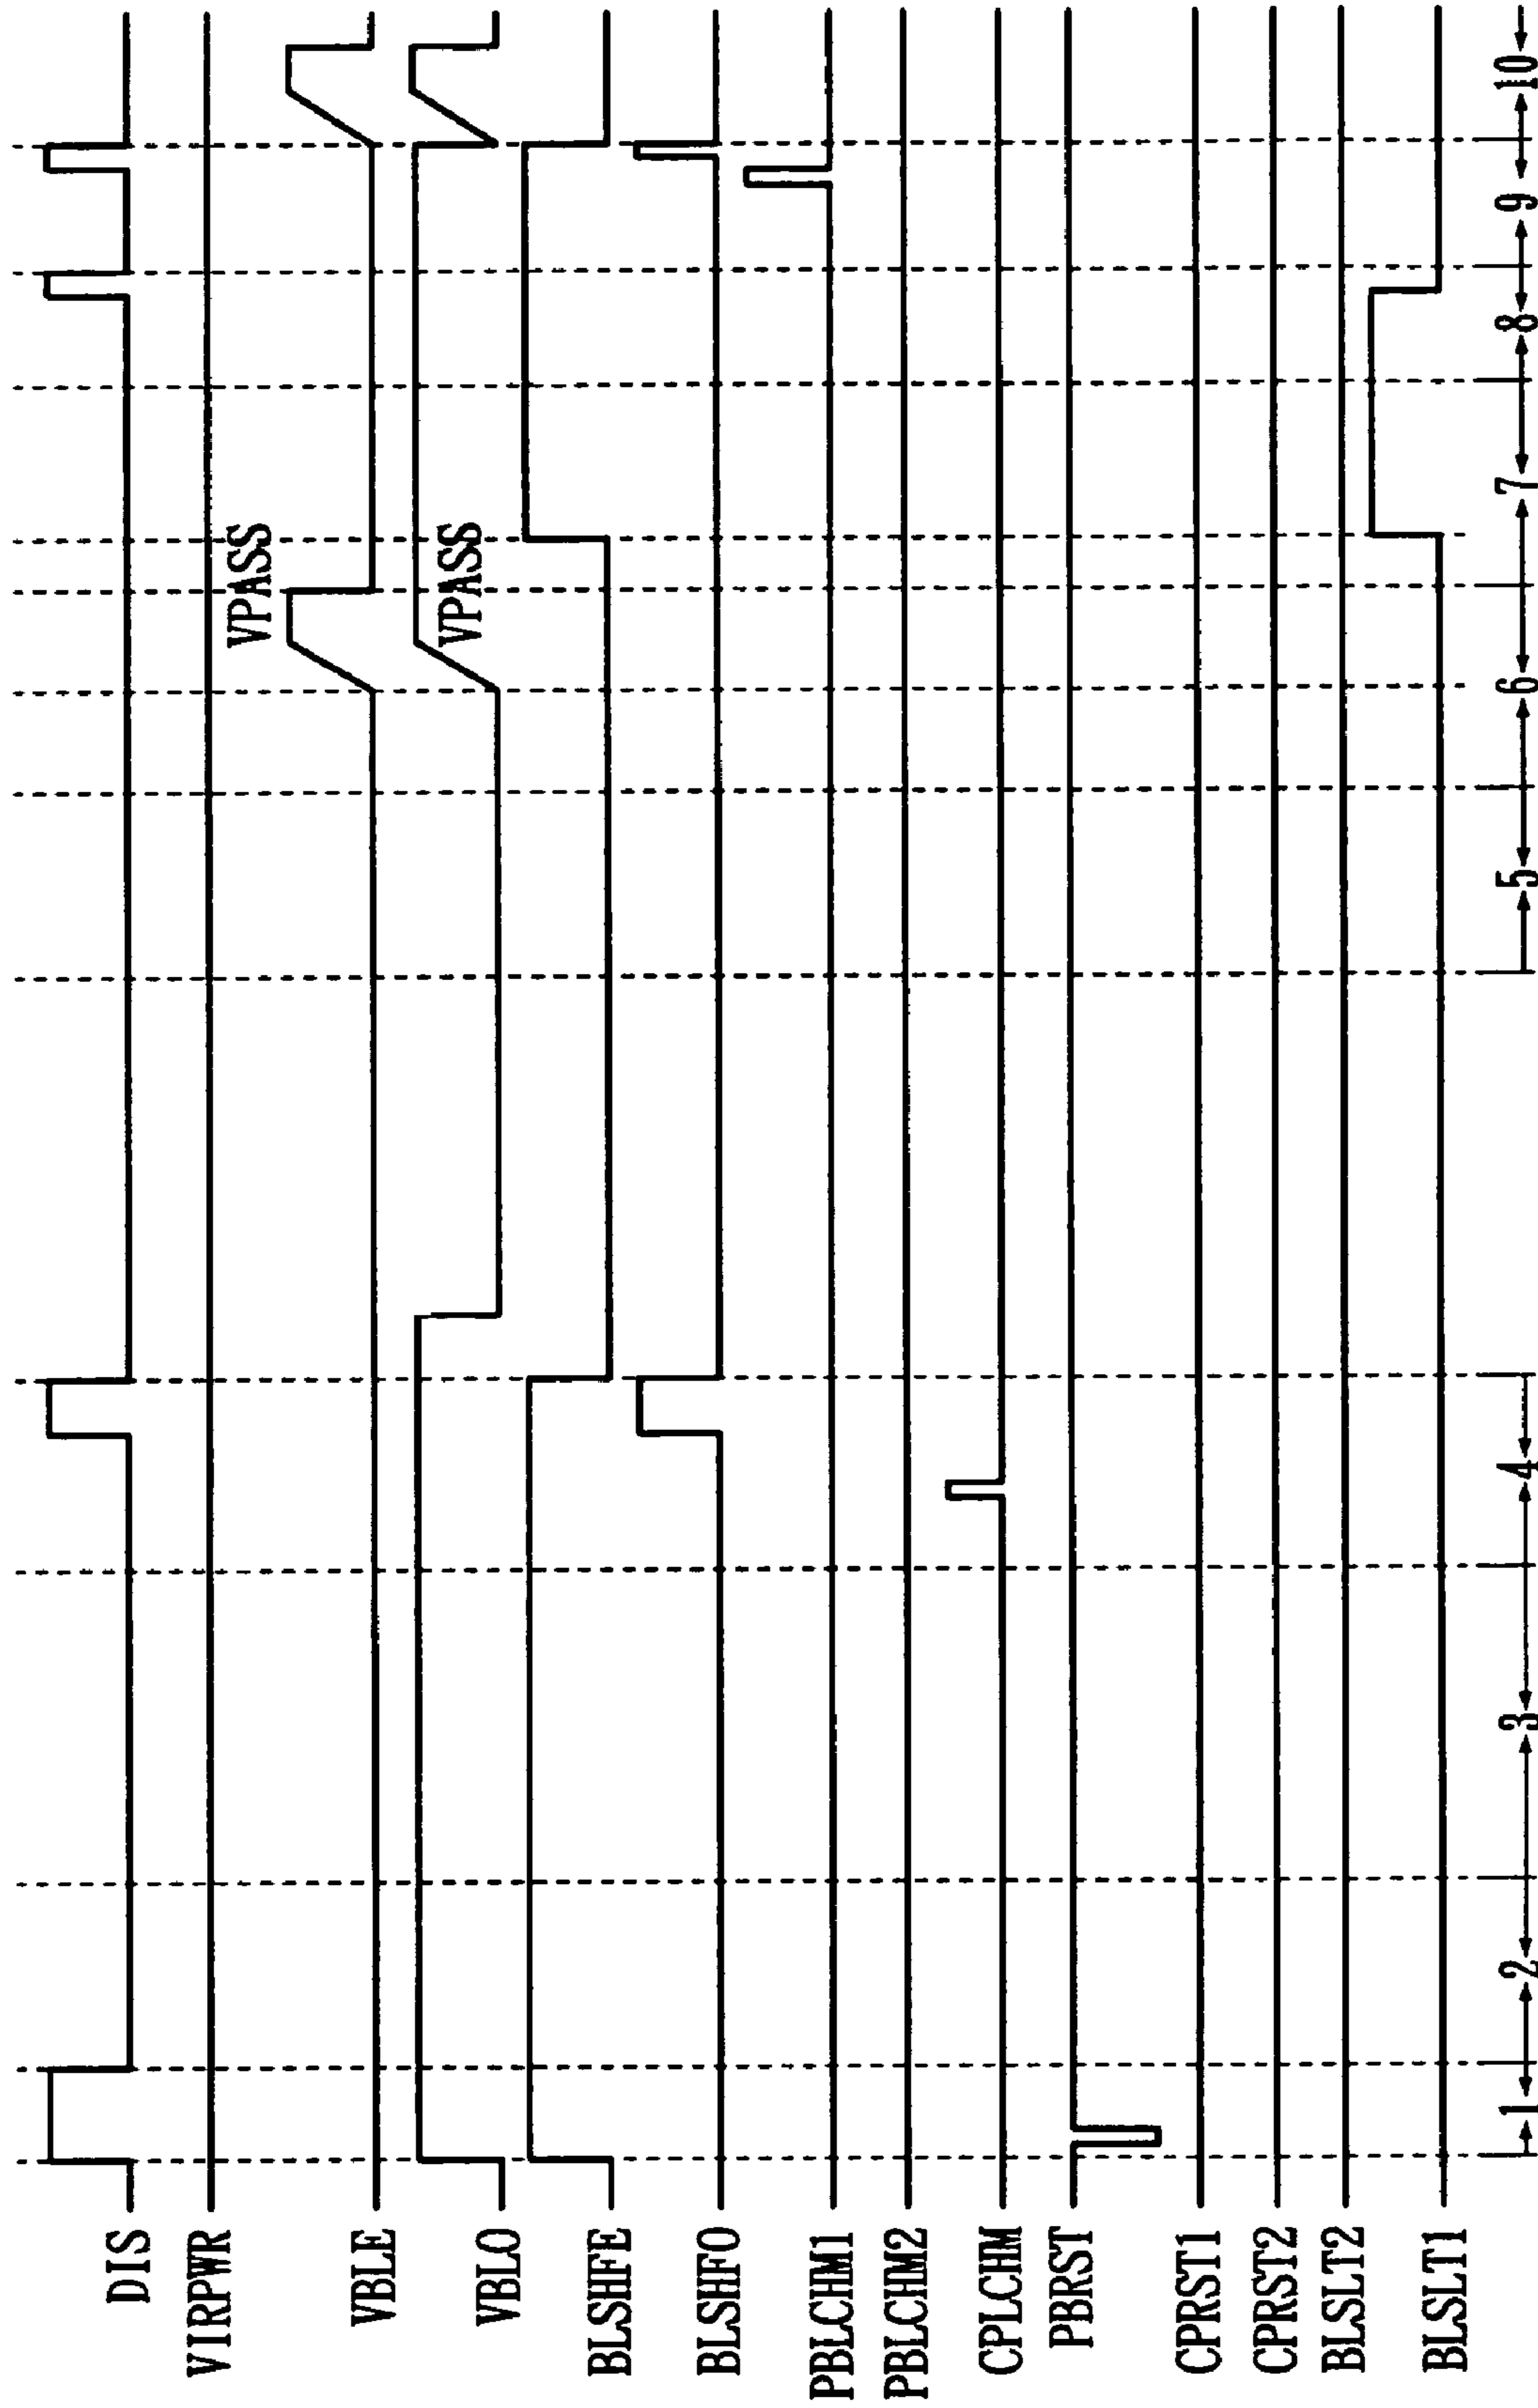 DIS
VIRPWR
VBLE
VPASS
VBLO
VPASS
BLSHFE
BLSHFO
PBLCHM1
PBLCHM2
CPLCHM
PBRST
CPRST1
CPRST2
BLSLT2
BLSLT1
1 2 3 4 5 6 7 8 9 10